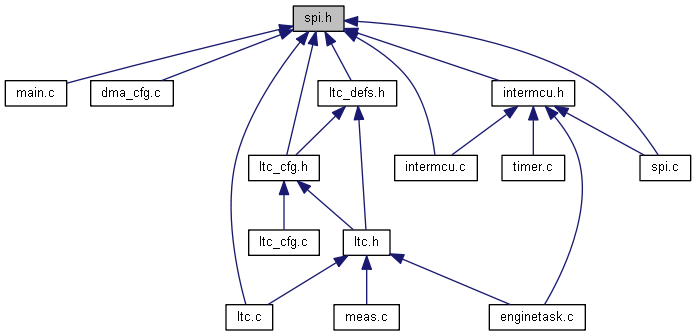 spi.h
main.c
dma_cfg.c
ltc_defs.h
intermcu.h
ltc_cfg.h
intermcu.c
timer.c
spi.c
ltc_cfg.c
ltc.h
ltc.c
meas.c
enginetask.c